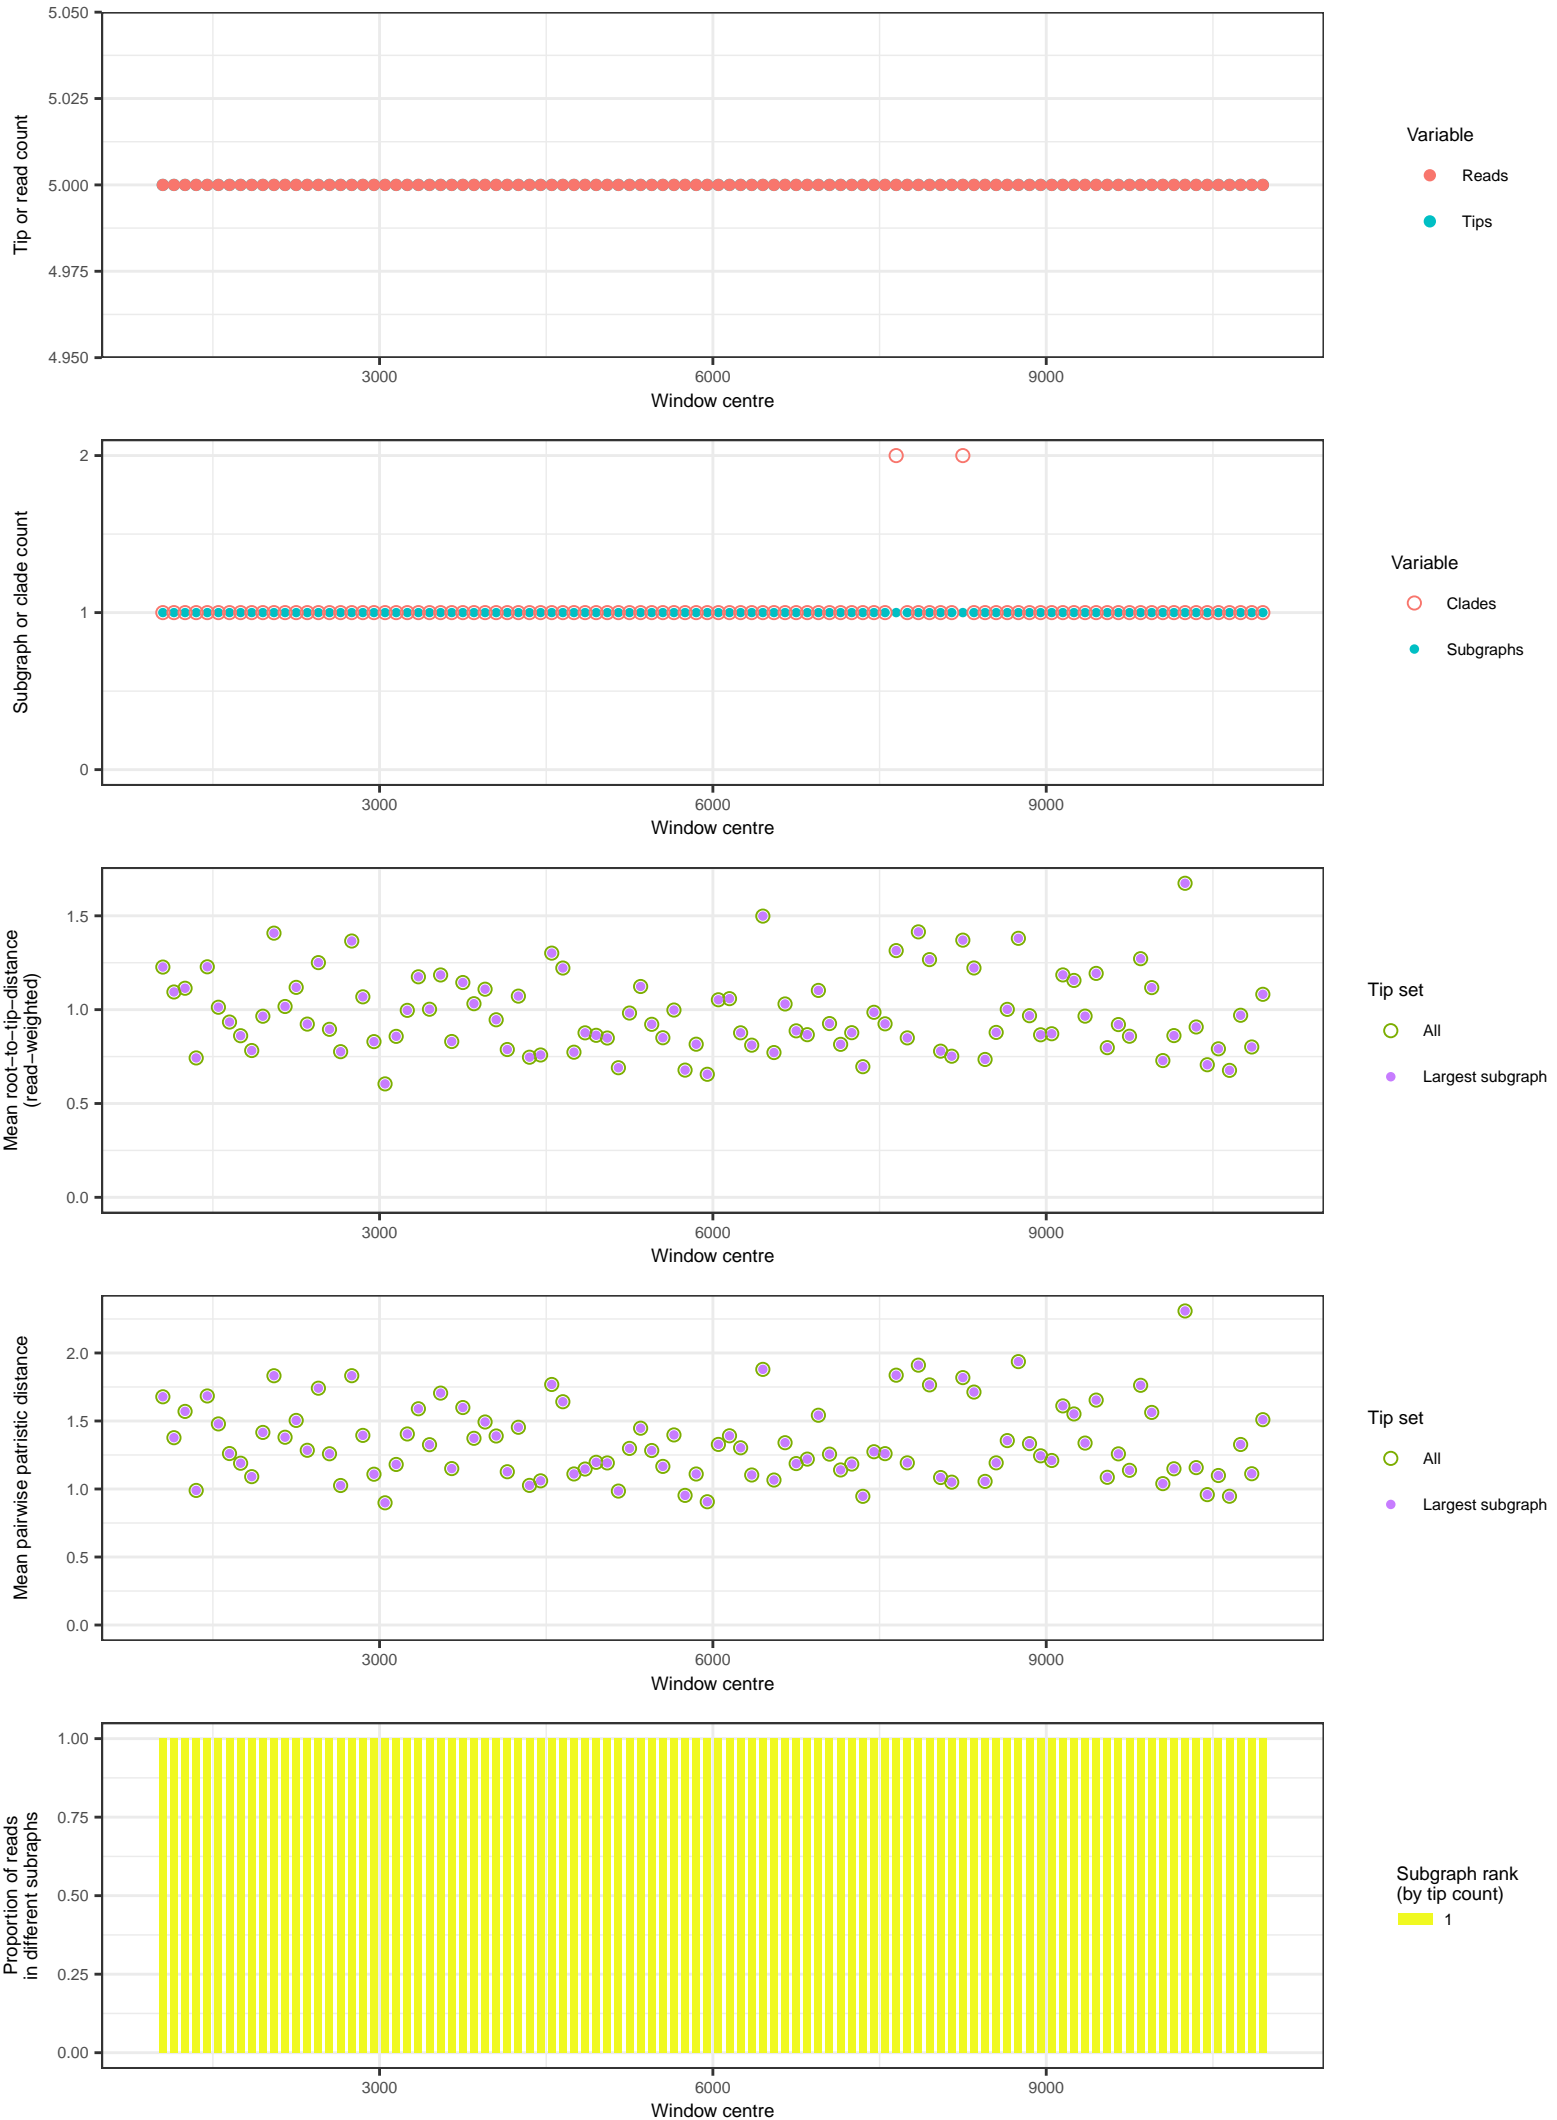 5.050
5.025
5.000
4.975
4.950
Tip or read count
3000 6000 9000
Window centre
Variable
Reads
Tips
2
1
0
Subgraph or clade count
3000 6000 9000
Window centre
Variable
Clades
Subgraphs
1.5
1.0
0.5
0.0
Mean root−to−tip−distance
(read−weighted)
3000 6000 9000
Window centre
Tip set
All
Largest subgraph
2.0
1.5
1.0
0.5
0.0
Mean pairwise patristic distance
3000 6000 9000
Window centre
Tip set
All
Largest subgraph
1.00
0.75
0.50
0.25
0.00
Proportion of reads
in different subraphs
3000 6000 9000
Window centre
Subgraph rank
(by tip count)
1